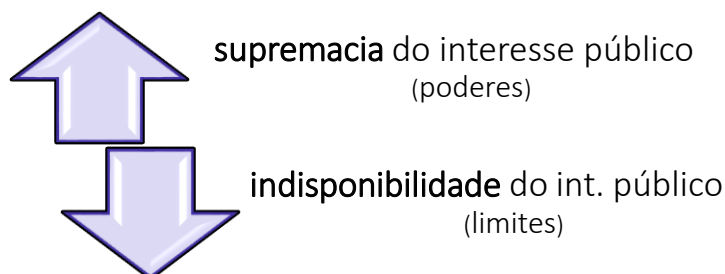 supremacia do interesse público
(poderes)
indisponibilidade do int. público
(limites)